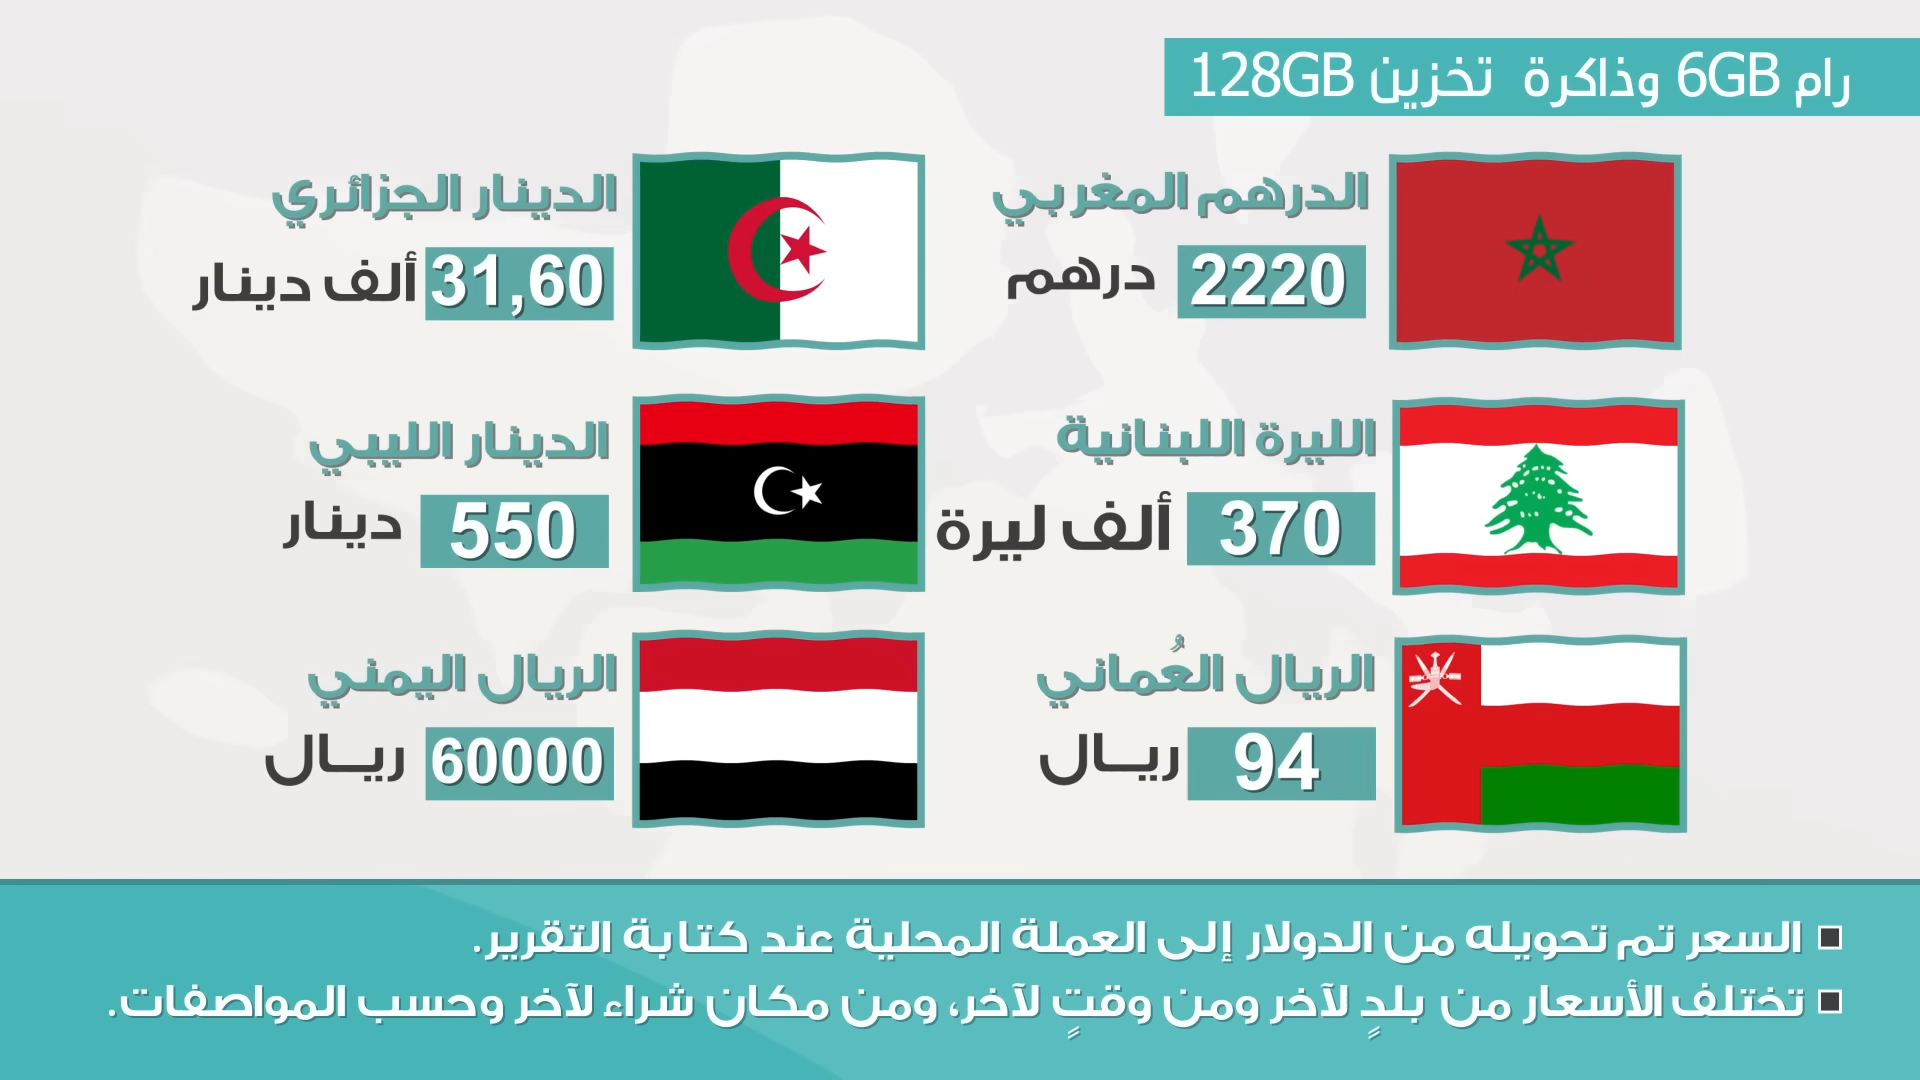 رام 6GB وذاكرة تخزين 128GB
الدرهم المغربي
2220 درهم
الدينار الجزائري
31,60 ألف دينار
الليرة اللبنانية
370 ألف ليرة
الدينار الليبي
550 دينار
الريال العُماني
94 ريـال
الريال اليمني
60000 ريـال
السعر تم تحويله من الدولار إلى العملة المحلية عند كتابة التقرير.
تختلف الأسعار من بلدٍ لآخر ومن وقتٍ لآخر، ومن مكان شراء لآخر وحسب المواصفات.